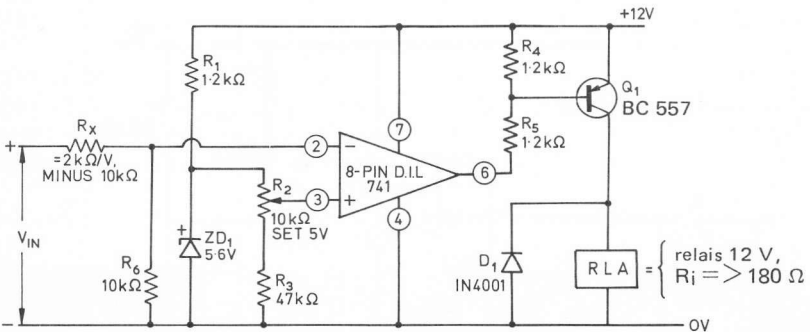 +12V
R1
1·2kΩ
R4
1·2kΩ
Q1
BC 557
R5
1·2kΩ
+
RX
=2kΩ/V,
MINUS 10kΩ
2
−
7
8-PIN D.I.L
741
6
3
+
4
R2
10kΩ
SET 5V
VIN
R6
10kΩ
+
ZD1
5·6V
R3
47kΩ
D1
IN4001
RLA
= { relais 12 V,
Ri => 180 Ω
−
0V